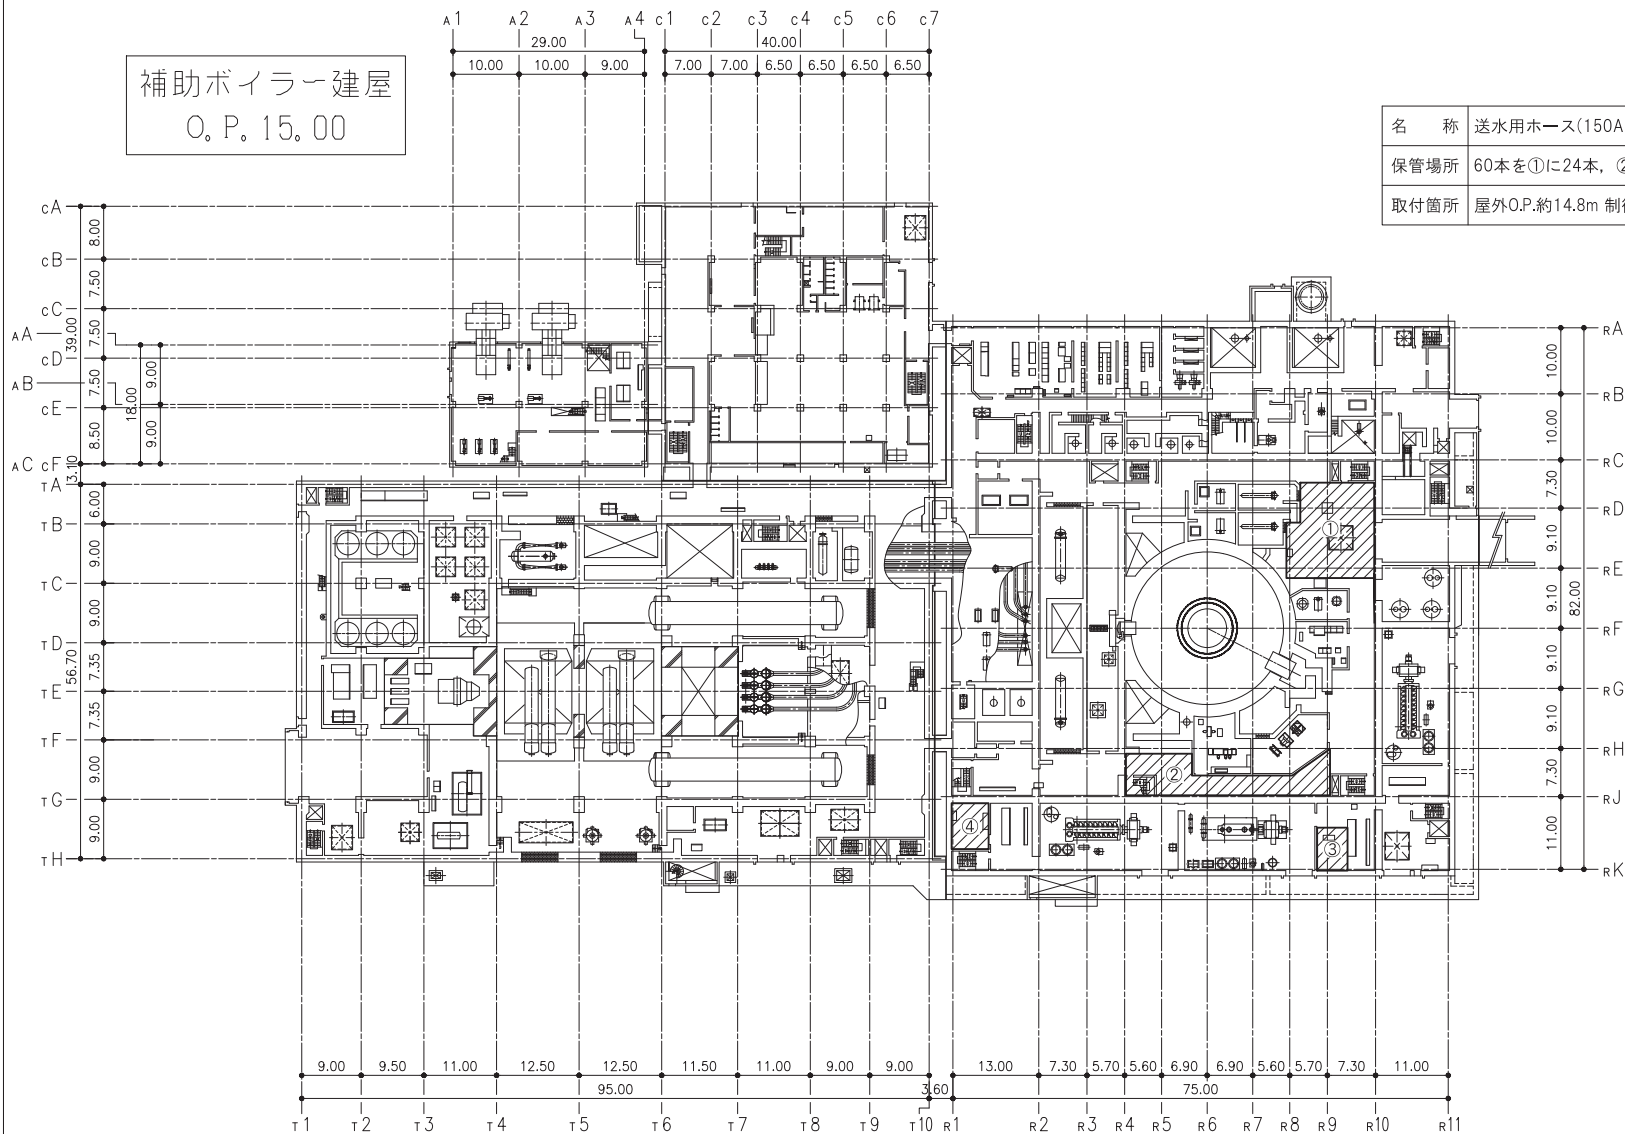 A1 A2 A3 A4 C1 C2 C3 C4 C5 C6 C7
29.00 40.00
10.00 10.00 9.00 7.00 7.00 6.50 6.50 6.50 6.50
補助ボイラー建屋
O.P.15.00
名 称 送水用ホース(150A
保管場所 60本を①に24本,②
取付箇所 屋外O.P.約14.8m 制
CA
8.00
CB
7.50
CC
AA
39.00
7.50
CD
AB
7.50
9.00
18.00
CE
8.50
9.00
AC CF
3.10
TA
6.00
TB
9.00
TC
9.00
TD
7.35
56.70
TE
7.35
TF
9.00
TG
9.00
TH
RA
10.00
RB
10.00
RC
7.30
RD
9.10
RE
9.10
82.00
RF
9.10
RG
9.10
RH
7.30
RJ
11.00
RK
①
②
④
③
9.00 9.50 11.00 12.50 12.50 11.50 11.00 9.00 9.00 13.00 7.30 5.70 5.60 6.90 6.90 5.60 5.70 7.30 11.00
95.00 3.60 75.00
T1 T2 T3 T4 T5 T6 T7 T8 T9 T10 R1 R2 R3 R4 R5 R6 R7 R8 R9 R10 R11